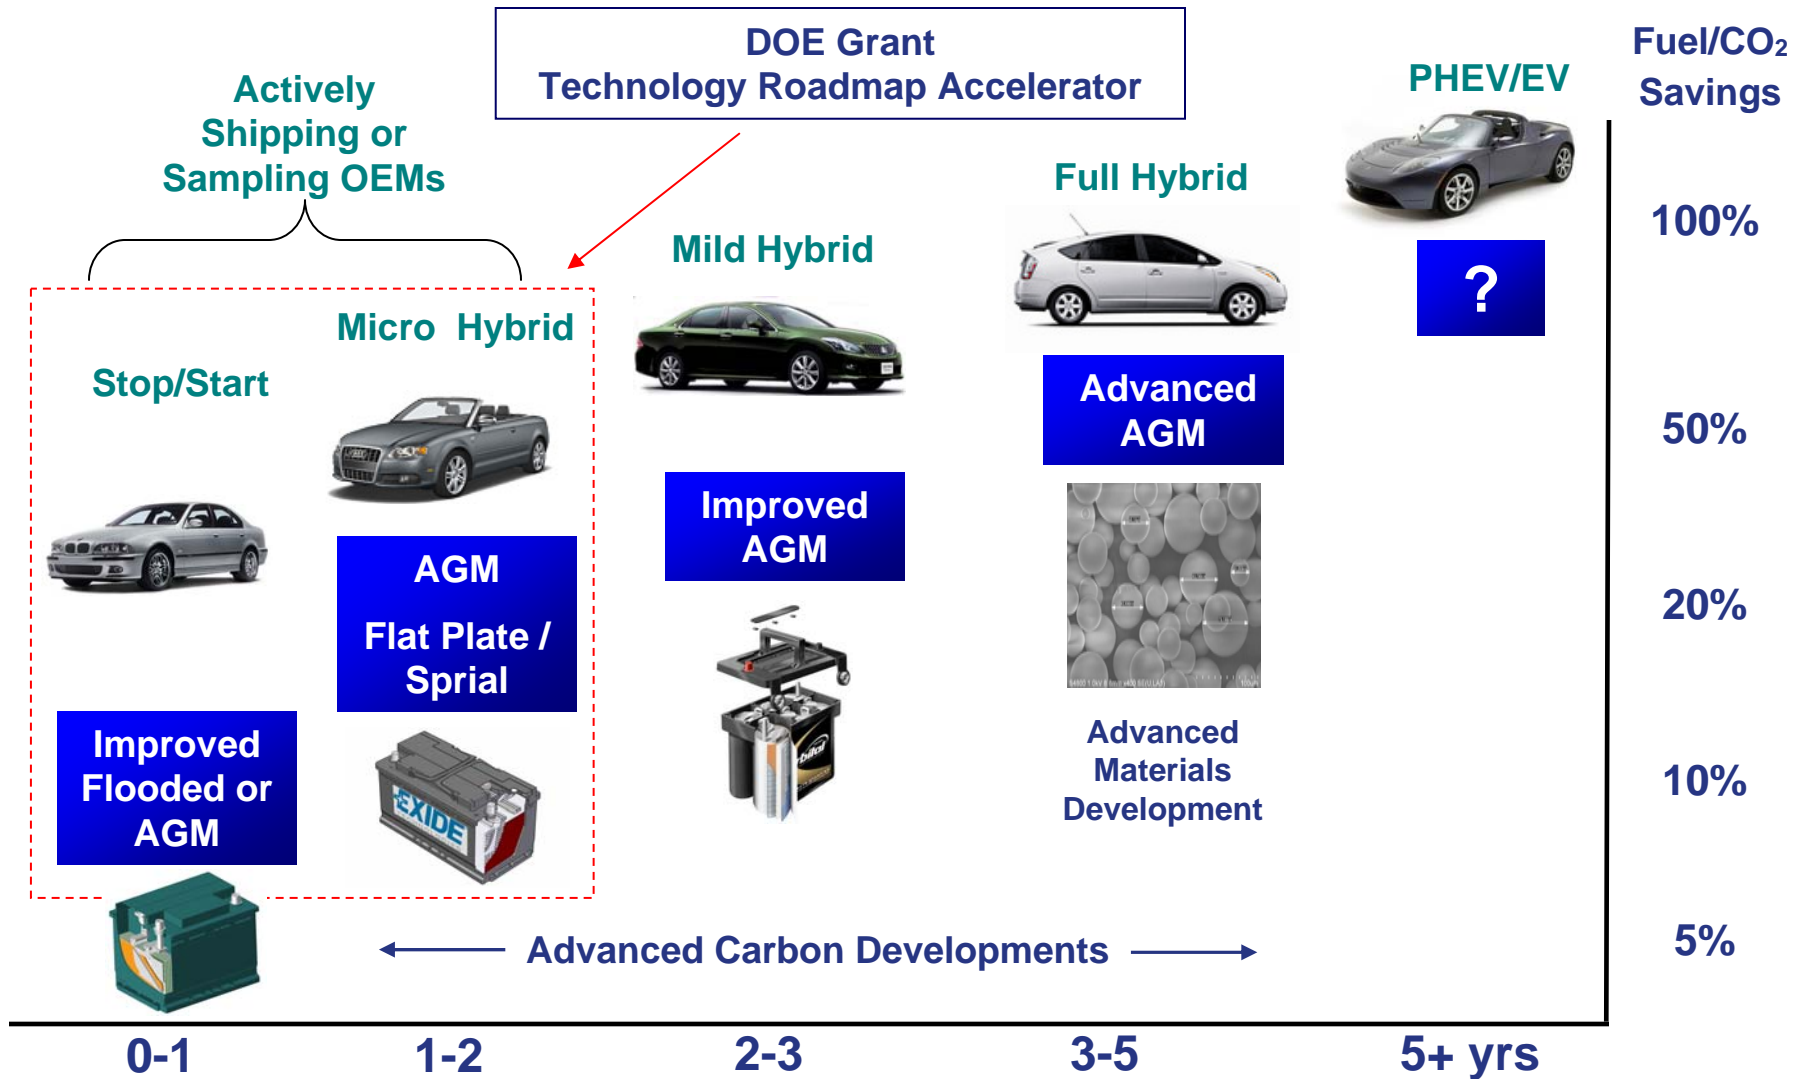 DOE Grant
Technology Roadmap Accelerator
Fuel/CO₂
Savings
Actively
Shipping or
Sampling OEMs
PHEV/EV
Full Hybrid
Mild Hybrid
Micro Hybrid
Stop/Start
100%
50%
20%
10%
5%
?
Advanced
AGM
Improved
AGM
AGM
Flat Plate /
Sprial
Improved
Flooded or
AGM
EXIDE
Advanced
Materials
Development
Advanced Carbon Developments
0-1
1-2
2-3
3-5
5+ yrs